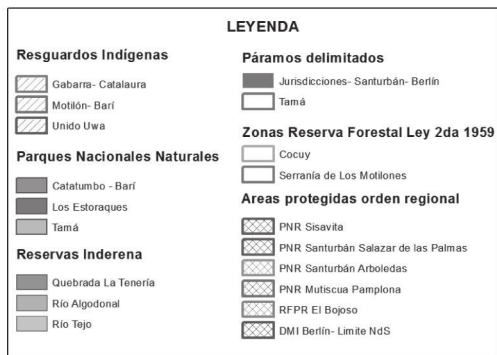 LEYENDA
Resguardos Indígenas
Gabarra- Catalaura
Motilón- Barí
Unido Uwa
Parques Nacionales Naturales
Catatumbo - Barí
Los Estoraques
Tamá
Reservas Inderena
Quebrada La Tenería
Río Algodonal
Río Tejo
Páramos delimitados
Jurisdicciones- Santurbán- Berlín
Tamá
Zonas Reserva Forestal Ley 2da 1959
Cocuy
Serranía de Los Motilones
Areas protegidas orden regional
PNR Sisavita
PNR Santurbán Salazar de las Palmas
PNR Santurbán Arboledas
PNR Mutiscua Pamplona
RFPR El Bojoso
DMI Berlín- Limite NdS